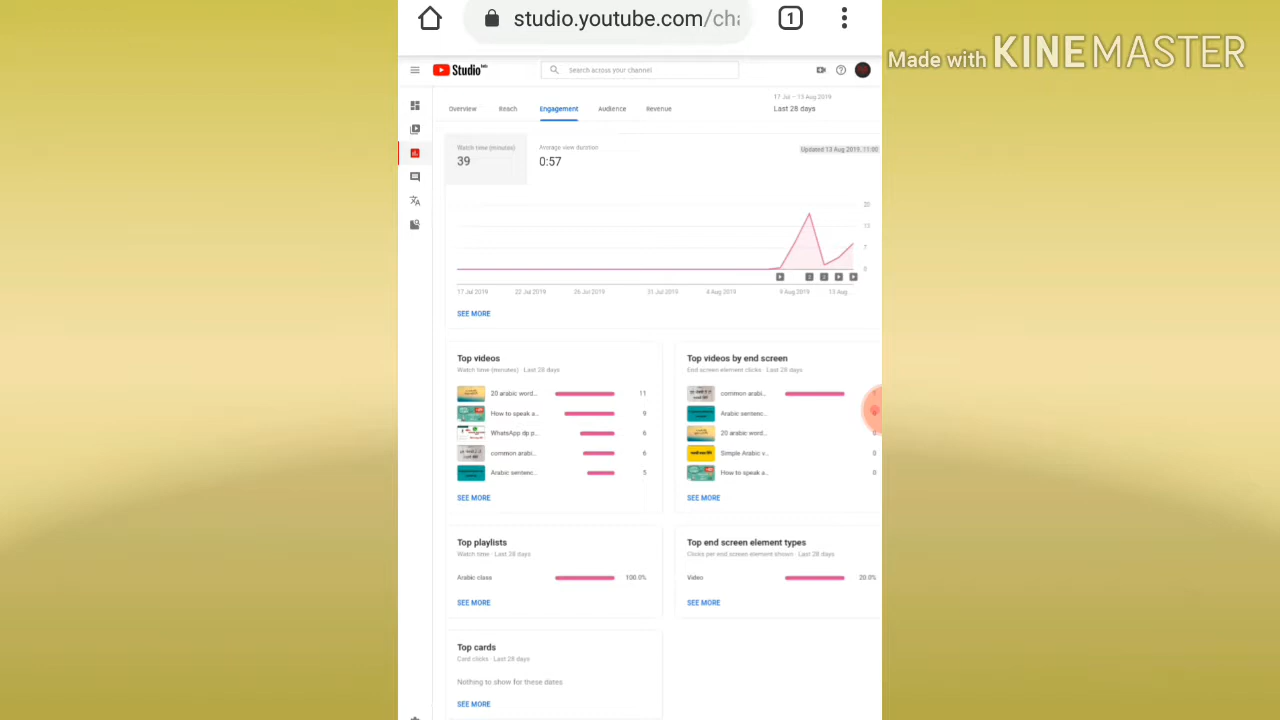 studio.youtube.com/cha
1
Made with KINEMASTER
Studio beta
Search across your channel
17 Jul – 13 Aug 2019
Last 28 days
Overview Reach Engagement Audience Revenue
Watch time (minutes)
39
Average view duration
0:57
Updated 13 Aug 2019, 11:00
20
13
7
0
17 Jul 2019 22 Jul 2019 26 Jul 2019 31 Jul 2019 4 Aug 2019 9 Aug 2019 13 Aug...
SEE MORE
Top videos
Watch time (minutes) · Last 28 days
20 arabic word... 11
How to speak a... 9
WhatsApp dp p... 6
common arabi... 6
Arabic sentenc... 5
SEE MORE
Top videos by end screen
End screen element clicks · Last 28 days
common arabi...
Arabic sentenc...
20 arabic word... 0
Simple Arabic v... 0
How to speak a... 0
SEE MORE
Top playlists
Watch time · Last 28 days
Arabic class 100.0%
SEE MORE
Top end screen element types
Clicks per end screen element shown · Last 28 days
Video 20.0%
SEE MORE
Top cards
Card clicks · Last 28 days
Nothing to show for these dates
SEE MORE